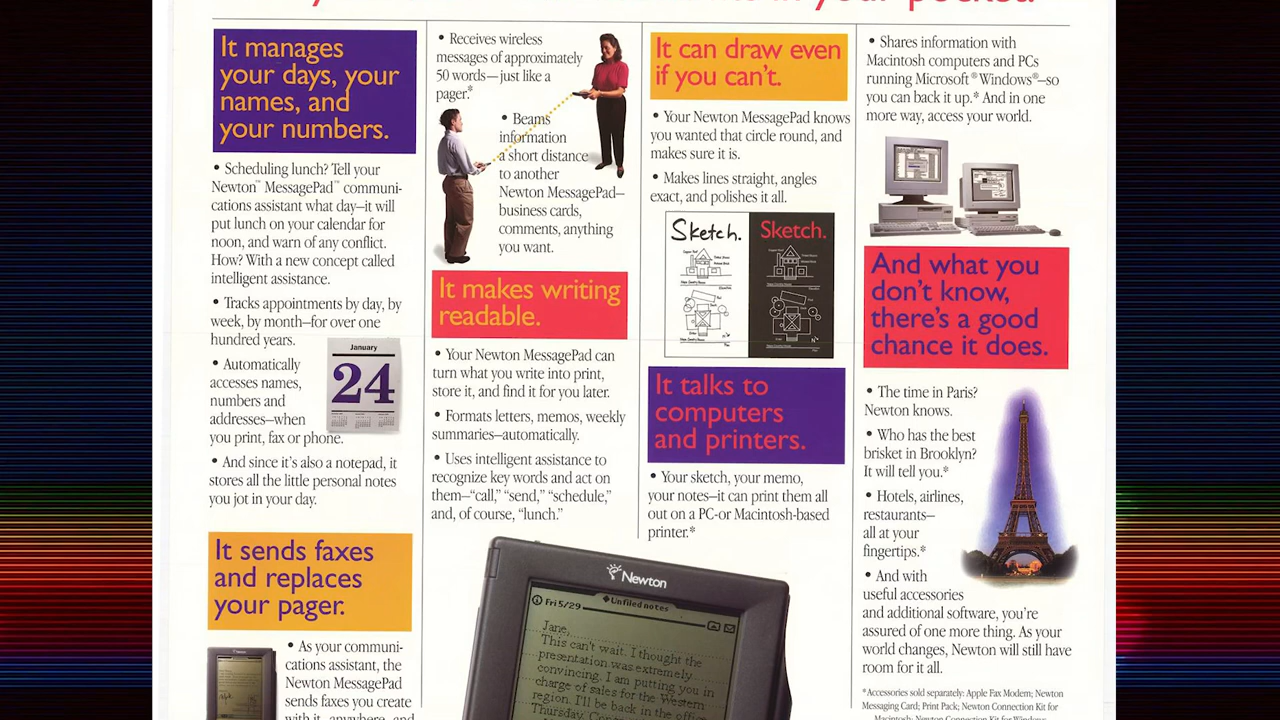 in your pocket.
It manages
your days, your
names, and
your numbers.
• Scheduling lunch? Tell your
Newton™ MessagePad™ communi-
cations assistant what day–it will
put lunch on your calendar for
noon, and warn of any conflict.
How? With a new concept called
intelligent assistance.
• Tracks appointments by day, by
week, by month–for over one
hundred years.
• Automatically
accesses names,
numbers and
addresses–when
you print, fax or phone.
January
24
• And since it's also a notepad, it
stores all the little personal notes
you jot in your day.
It sends faxes
and replaces
your pager.
• As your communi-
cations assistant, the
Newton MessagePad
sends faxes you create
with it, anywhere, and
• Receives wireless
messages of approximately
50 words–just like a
pager.*
• Beams
information
a short distance
to another
Newton MessagePad–
business cards,
comments, anything
you want.
It makes writing
readable.
• Your Newton MessagePad can
turn what you write into print,
store it, and find it for you later.
• Formats letters, memos, weekly
summaries–automatically.
• Uses intelligent assistance to
recognize key words and act on
them–"call," "send," "schedule,"
and, of course, "lunch."
Newton
Fri 5/29
Unfiled notes
Jane,
This can't wait. I thought the
presentation was extremely
convincing. I am putting you in
charge of sales for the Western
region. I'll be back in the office
Thursday
It can draw even
if you can't.
• Your Newton MessagePad knows
you wanted that circle round, and
makes sure it is.
• Makes lines straight, angles
exact, and polishes it all.
Sketch.
Sketch.
It talks to
computers
and printers.
• Your sketch, your memo,
your notes–it can print them all
out on a PC-or Macintosh-based
printer.*
• Shares information with
Macintosh computers and PCs
running Microsoft® Windows®–so
you can back it up.* And in one
more way, access your world.
And what you
don't know,
there's a good
chance it does.
• The time in Paris?
Newton knows.
• Who has the best
brisket in Brooklyn?
It will tell you.*
• Hotels, airlines,
restaurants–
all at your
fingertips.*
• And with
useful accessories
and additional software, you're
assured of one more thing. As your
world changes, Newton will still have
room for it all.
*Accessories sold separately: Apple Fax Modem; Newton
Messaging Card; Print Pack; Newton Connection Kit for
Macintosh; Newton Connection Kit for Windows